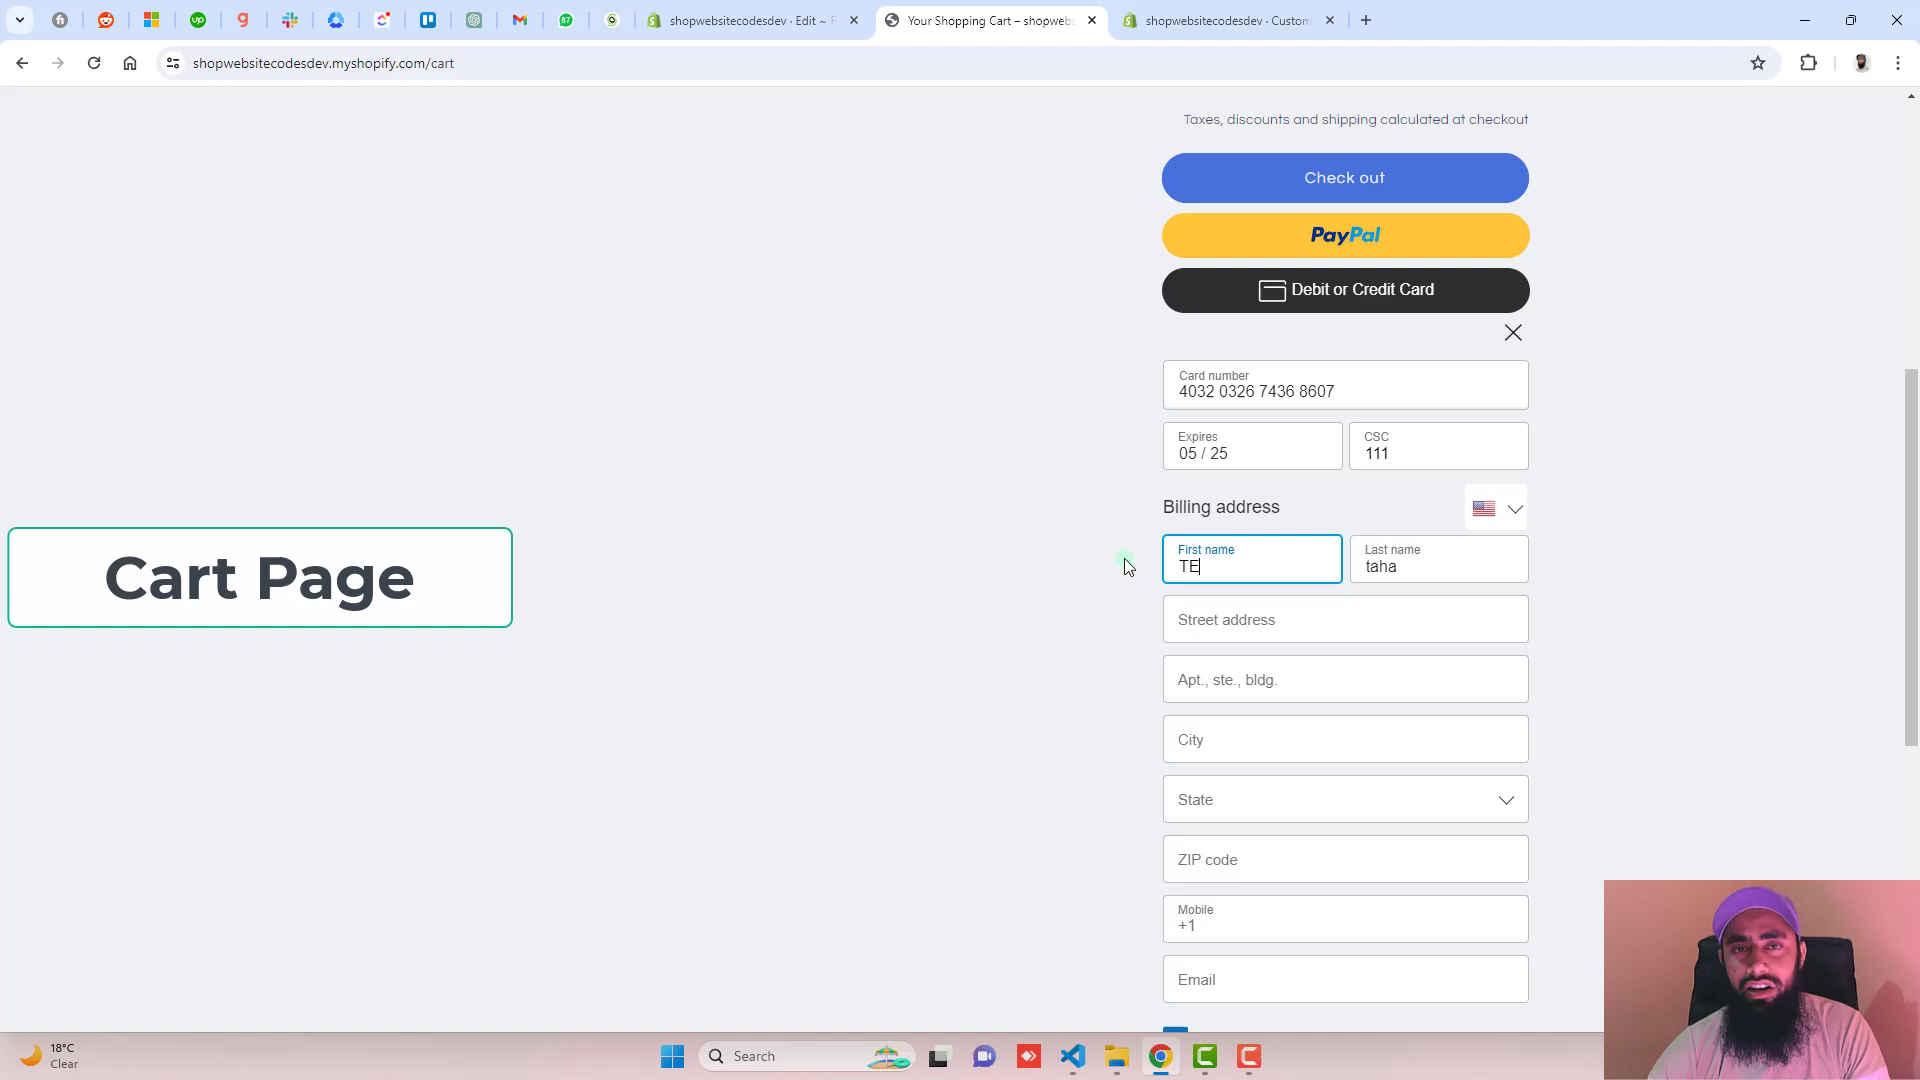 shopwebsitecodesdev · Edit ~ R
Your Shopping Cart – shopwebs
shopwebsitecodesdev · Custom
shopwebsitecodesdev.myshopify.com/cart
Taxes, discounts and shipping calculated at checkout
Check out
PayPal
Debit or Credit Card
Card number
4032 0326 7436 8607
Expires
05 / 25
CSC
111
Billing address
First name
TE
Last name
taha
Street address
Apt., ste., bldg.
City
State
ZIP code
Mobile
+1
Email
Cart Page
18°C
Clear
Search